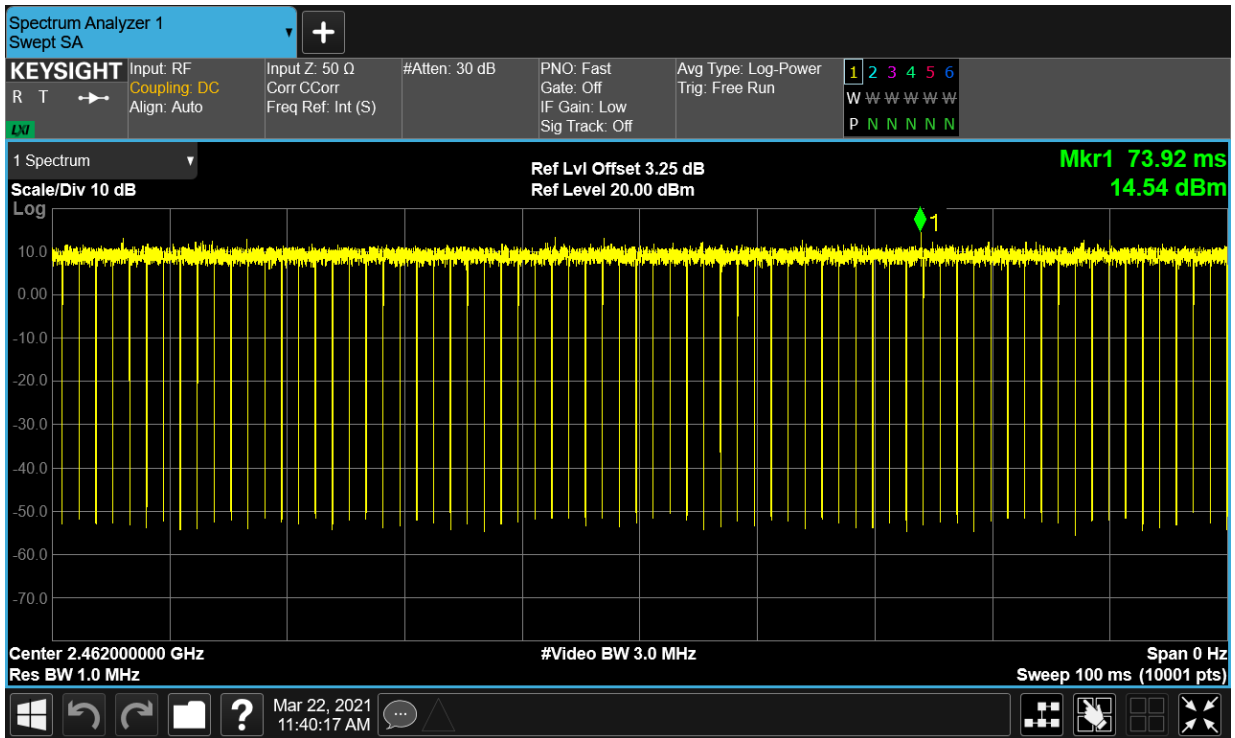 Spectrum Analyzer 1
Swept SA
KEYSIGHT
R T
LXI
Input: RF
Coupling: DC
Align: Auto
Input Z: 50 Ω
Corr CCorr
Freq Ref: Int (S)
#Atten: 30 dB
PNO: Fast
Gate: Off
IF Gain: Low
Sig Track: Off
Avg Type: Log-Power
Trig: Free Run
1 2 3 4 5 6
W W W W W W
P N N N N N
1 Spectrum
Scale/Div 10 dB
Log
Ref Lvl Offset 3.25 dB
Ref Level 20.00 dBm
Mkr1 73.92 ms
14.54 dBm
1
10.0
0.00
-10.0
-20.0
-30.0
-40.0
-50.0
-60.0
-70.0
Center 2.462000000 GHz
#Video BW 3.0 MHz
Span 0 Hz
Res BW 1.0 MHz
Sweep 100 ms (10001 pts)
?
Mar 22, 2021
11:40:17 AM